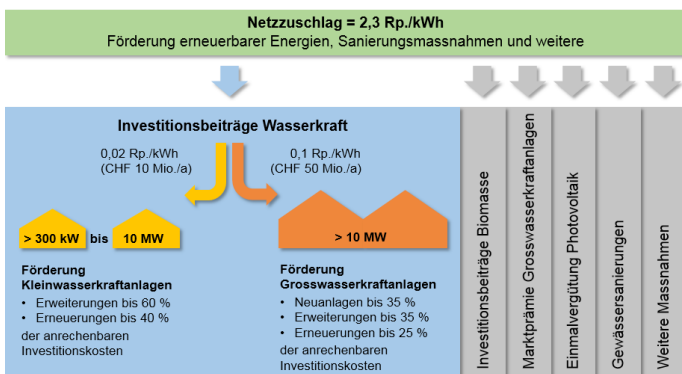 Netzzuschlag = 2,3 Rp./kWh
Förderung erneuerbarer Energien, Sanierungsmassnahmen und weitere
Investitionsbeiträge Wasserkraft
0,02 Rp./kWh
(CHF 10 Mio./a)
0,1 Rp./kWh
(CHF 50 Mio./a)
> 300 kW bis 10 MW
> 10 MW
Förderung
Kleinwasserkraftanlagen
• Erweiterungen bis 60 %
• Erneuerungen bis 40 %
der anrechenbaren
Investitionskosten
Förderung
Grosswasserkraftanlagen
• Neuanlagen bis 35 %
• Erweiterungen bis 35 %
• Erneuerungen bis 25 %
der anrechenbaren
Investitionskosten
Investitionsbeiträge Biomasse
Marktprämie Grosswasserkraftanlagen
Einmalvergütung Photovoltaik
Gewässersanierungen
Weitere Massnahmen